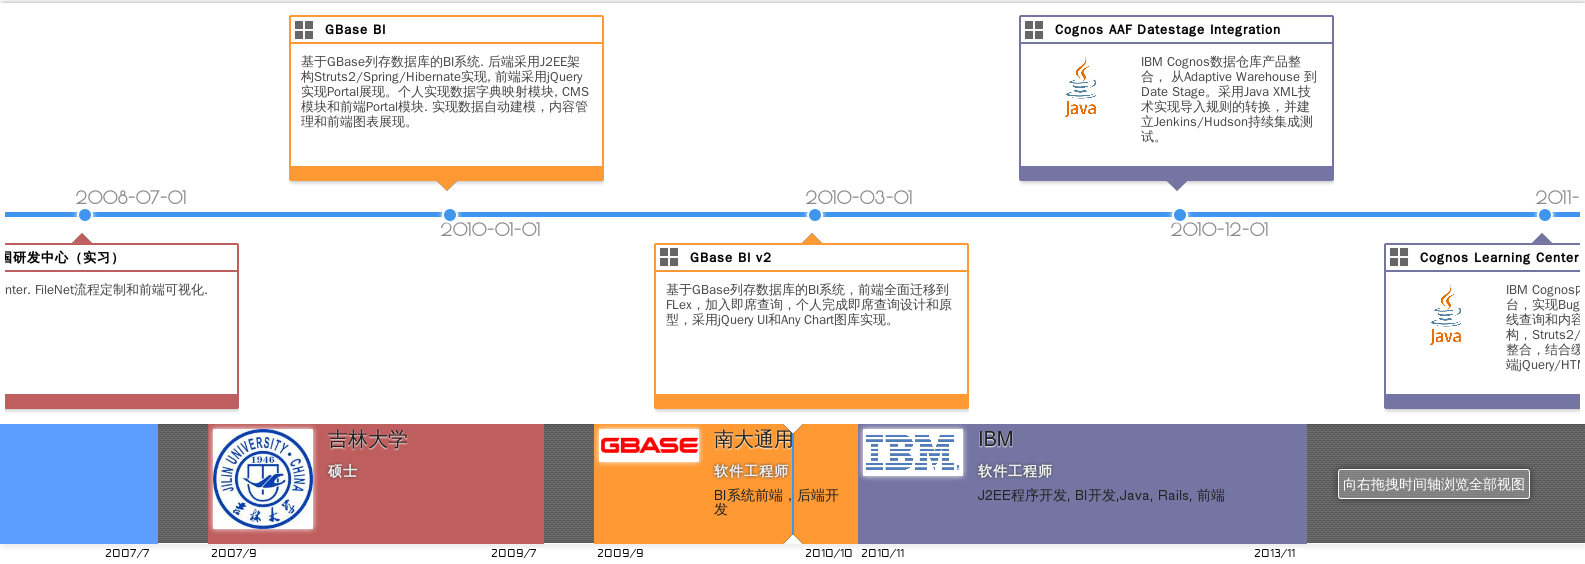 GBase BI
基于GBase列存数据库的BI系统. 后端采用J2EE架
构Struts2/Spring/Hibernate实现, 前端采用jQuery
实现Portal展现。个人实现数据字典映射模块, CMS
模块和前端Portal模块. 实现数据自动建模，内容管
理和前端图表展现。
Cognos AAF Datestage Integration
Java
IBM Cognos数据仓库产品整
合， 从Adaptive Warehouse 到
Date Stage。采用Java XML技
术实现导入规则的转换，并建
立Jenkins/Hudson持续集成测
试。
2008-07-01
2010-01-01
2010-03-01
2010-12-01
2011-
国研发中心（实习）
nter. FileNet流程定制和前端可视化.
GBase BI v2
基于GBase列存数据库的BI系统，前端全面迁移到
FLex，加入即席查询，个人完成即席查询设计和原
型，采用jQuery UI和Any Chart图库实现。
Cognos Learning Center
Java
IBM Cognos
台，实现Bug
线查询和内容
构，Struts2/
整合，结合缓
端jQuery/HT
JILIN UNIVERSITY·CHINA
1946
吉林大学
吉林大学
硕士
GBASE
南大通用
软件工程师
BI系统前端，后端开
发
IBM
IBM
软件工程师
J2EE程序开发, BI开发,Java, Rails, 前端
向右拖拽时间轴浏览全部视图
2007/7
2007/9
2009/7
2009/9
2010/10
2010/11
2013/11